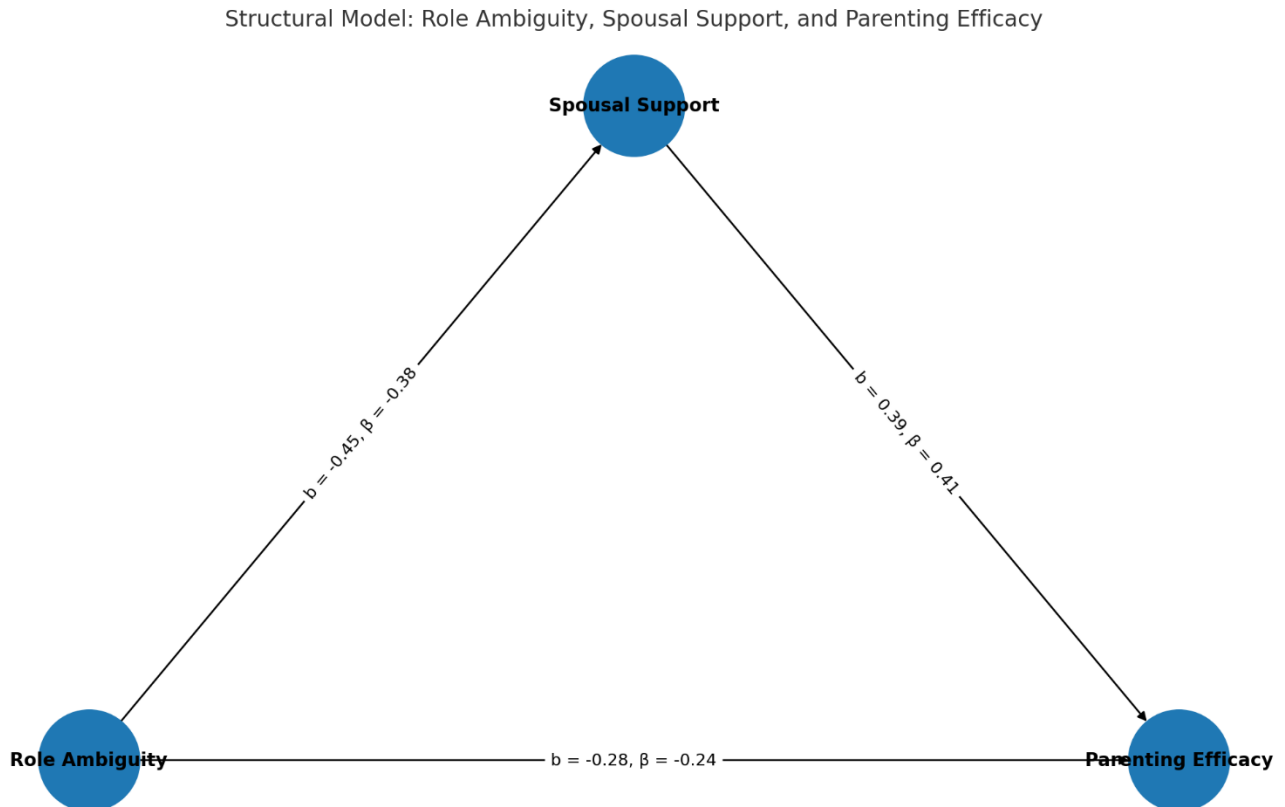 Structural Model: Role Ambiguity, Spousal Support, and Parenting Efficacy
Spousal Support
b = -0.45, β = -0.38
b = 0.39, β = 0.41
Role Ambiguity
b = -0.28, β = -0.24
Parenting Efficacy